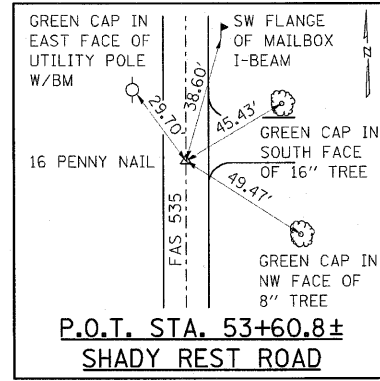 GREEN CAP IN
EAST FACE OF
UTILITY POLE
W/BM
SW FLANGE
OF MAILBOX
I-BEAM
N
29.70'
38.60'
45.43'
GREEN CAP IN
SOUTH FACE
OF 16" TREE
16 PENNY NAIL
49.47'
FAS 535
GREEN CAP IN
NW FACE OF
8" TREE
P.O.T. STA. 53+60.8±
SHADY REST ROAD